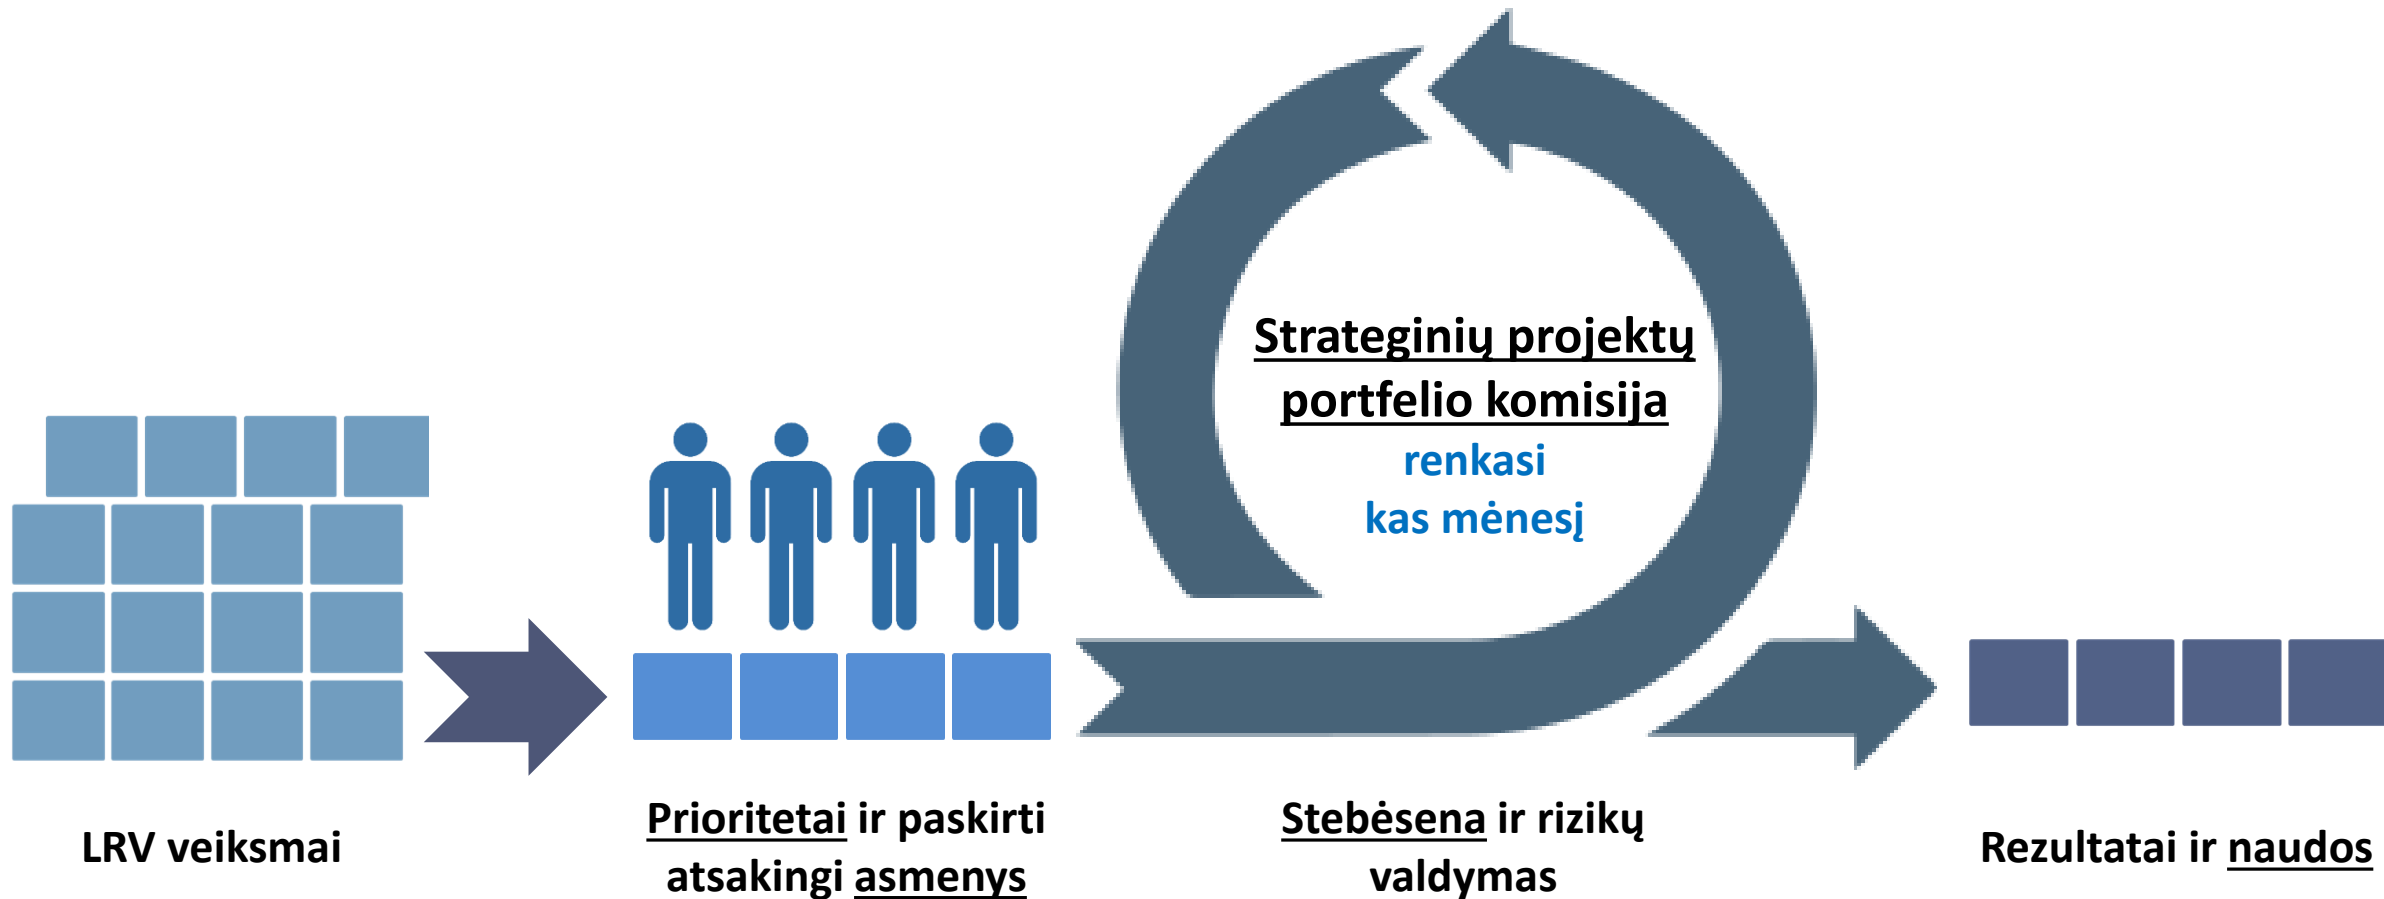 Strateginių projektų
portfelio komisija
renkasi
kas mėnesį
LRV veiksmai
Prioritetai ir paskirti
atsakingi asmenys
Stebėsena ir rizikų
valdymas
Rezultatai ir naudos